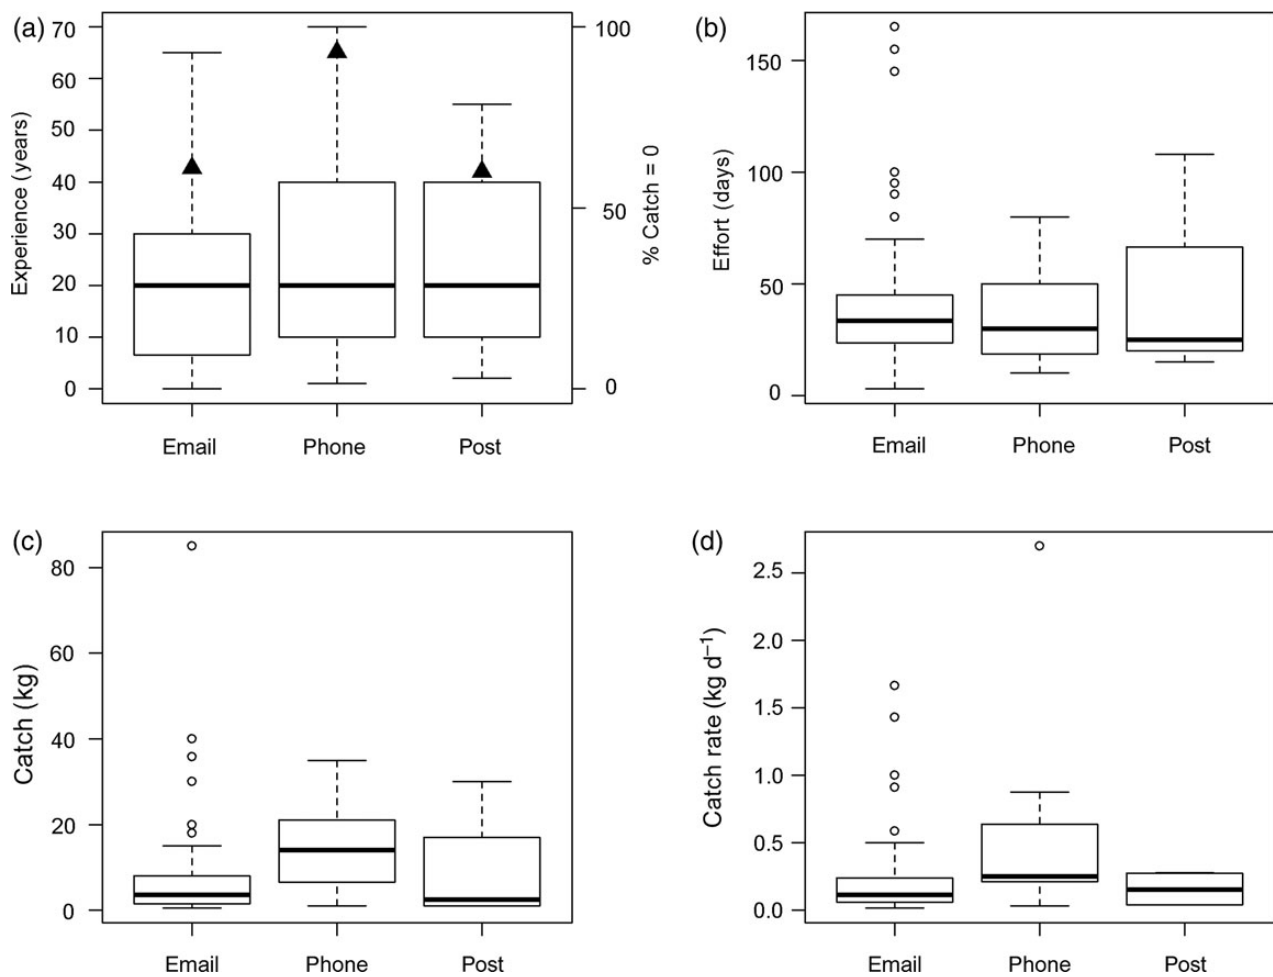 (a)
70
60
50
40
30
20
10
0
Experience (years)
100
50
0
% Catch = 0
Email Phone Post
(b)
150
100
50
0
Effort (days)
Email Phone Post
(c)
80
60
40
20
0
Catch (kg)
Email Phone Post
(d)
2.5
2.0
1.5
1.0
0.5
0.0
Catch rate (kg d⁻¹)
Email Phone Post